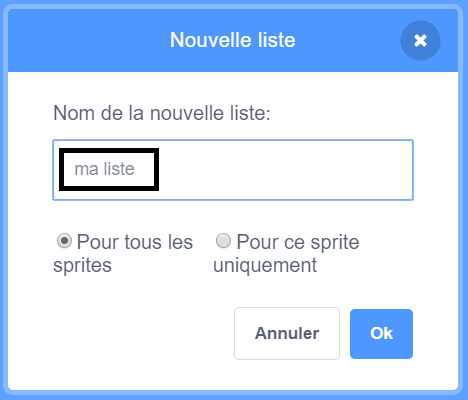 Nouvelle liste
Nom de la nouvelle liste:
ma liste
Pour tous les sprites
Pour ce sprite uniquement
Annuler
Ok